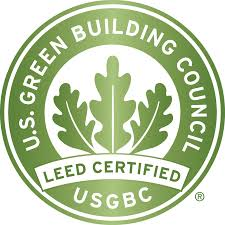 U.S. GREEN BUILDING COUNCIL
LEED CERTIFIED
USGBC
®